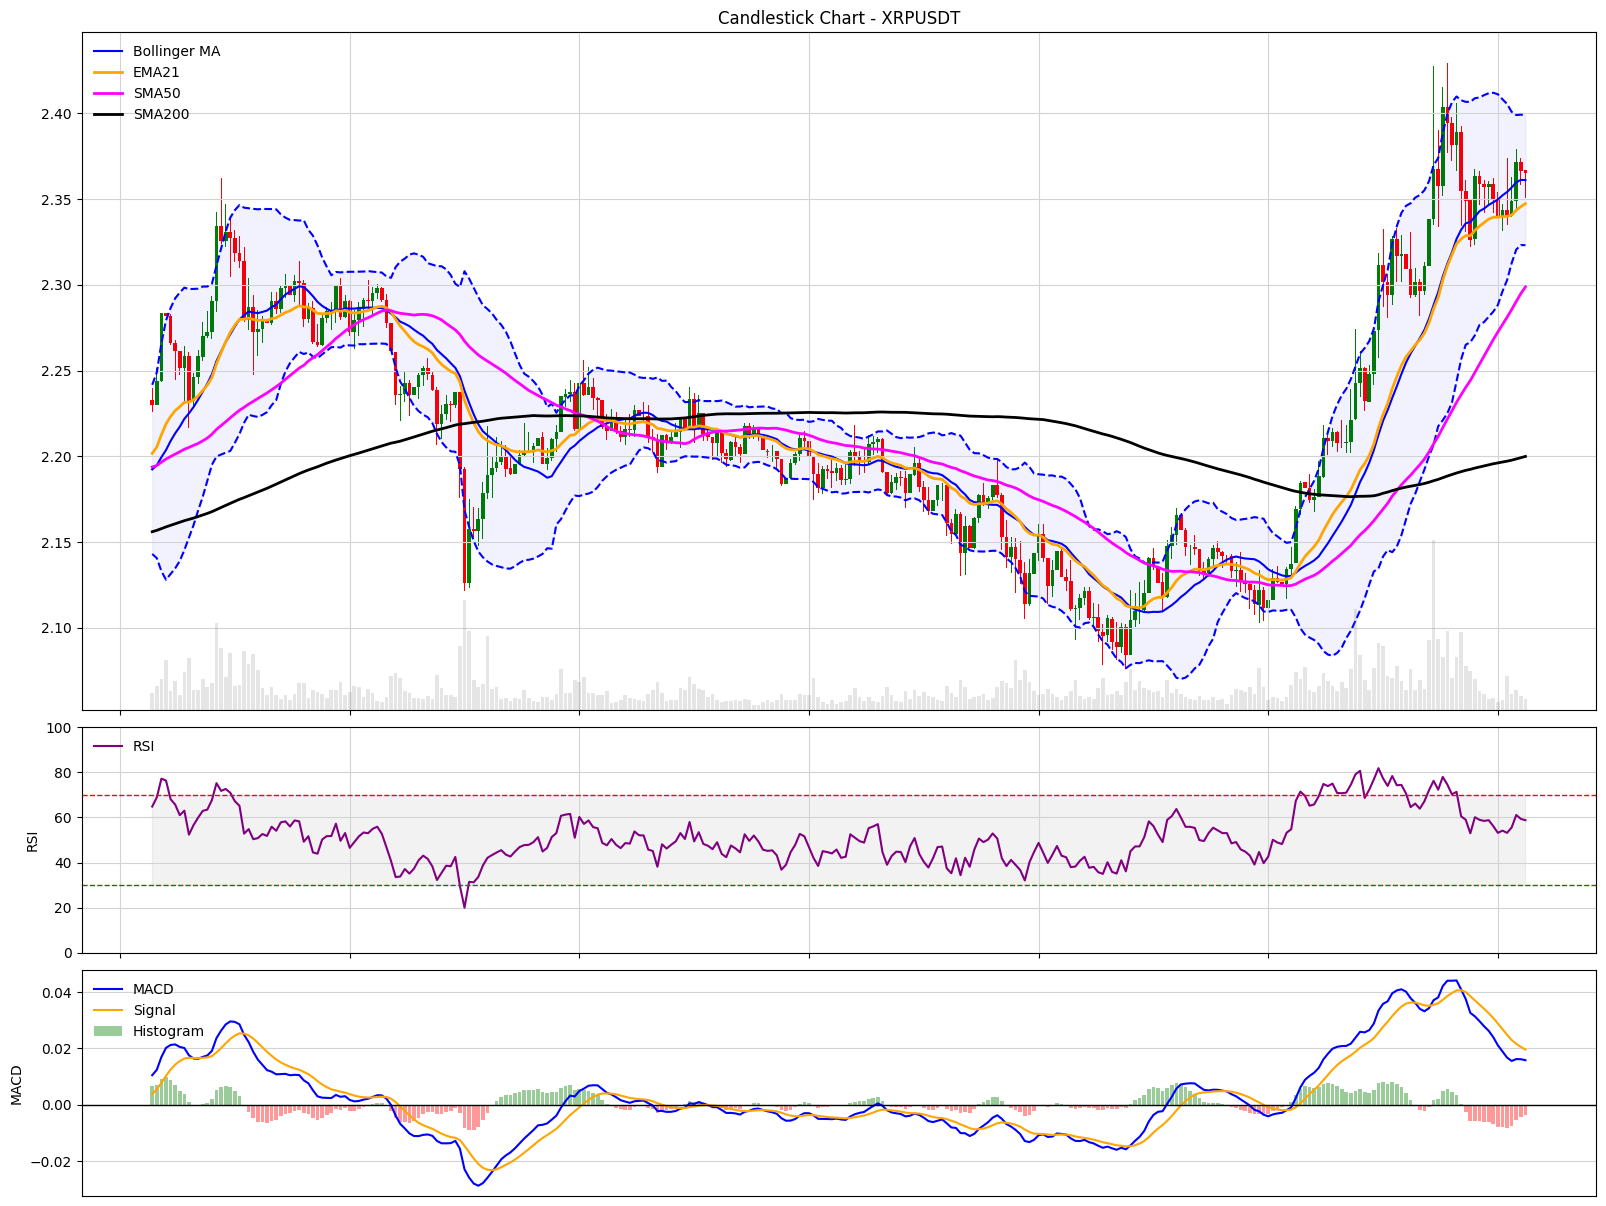 Candlestick Chart - XRPUSDT
Bollinger MA
EMA21
SMA50
SMA200
2.40
2.35
2.30
2.25
2.20
2.15
2.10
100
80
60
40
20
0
RSI
RSI
0.04
0.02
0.00
−0.02
MACD
MACD
Signal
Histogram